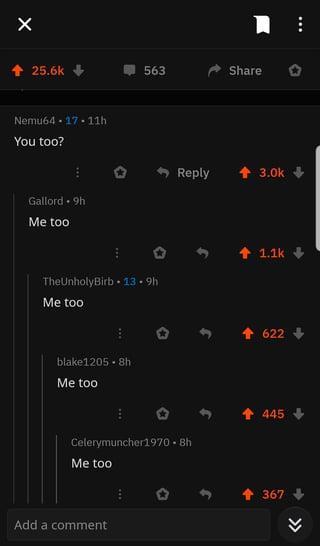 25.6k 563 Share
Nemu64 • 17 • 11h
You too?
Reply 3.0k
Gallord • 9h
Me too
1.1k
TheUnholyBirb • 13 • 9h
Me too
622
blake1205 • 8h
Me too
445
Celerymuncher1970 • 8h
Me too
367
Add a comment